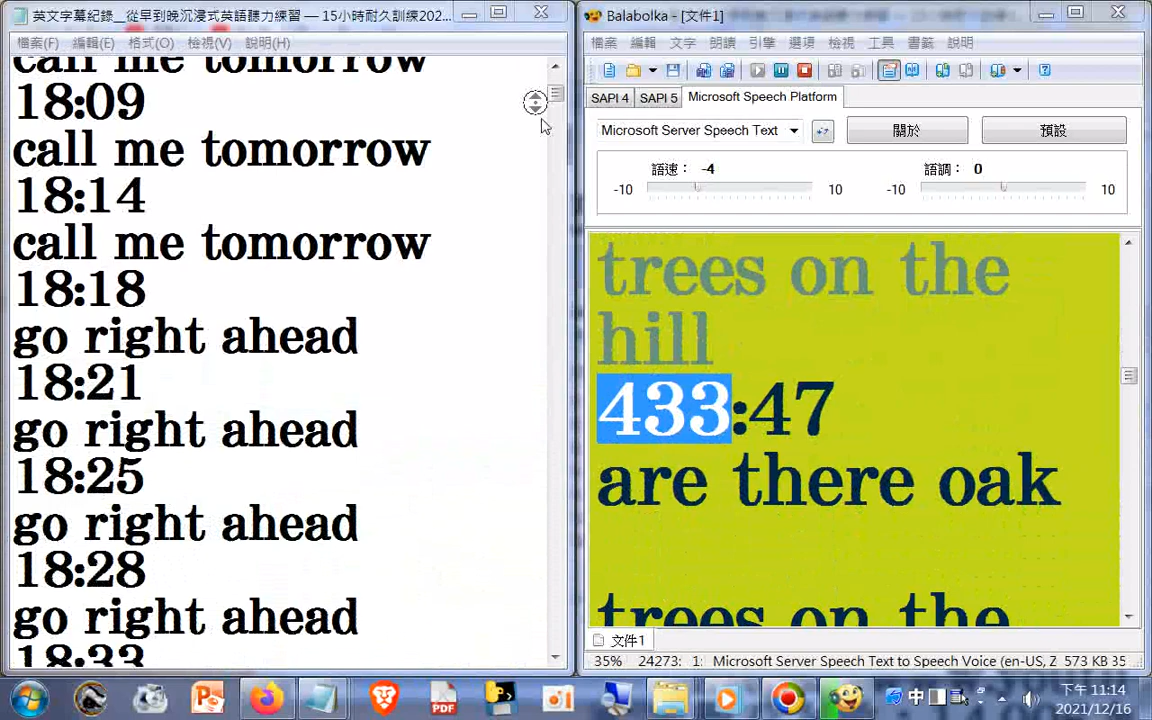 英文字幕紀錄__從早到晚沉浸式英語聽力練習 — 15小時耐久訓練202...
檔案(F) 編輯(E) 格式(O) 檢視(V) 說明(H)
call me tomorrow
18:09
call me tomorrow
18:14
call me tomorrow
18:18
go right ahead
18:21
go right ahead
18:25
go right ahead
18:28
go right ahead
18:33
Balabolka - [文件1]
檔案 編輯 文字 朗讀 引擎 選項 檢視 工具 書籤 說明
SAPI 4 SAPI 5 Microsoft Speech Platform
Microsoft Server Speech Text 關於 預設
語速： -4 語調： 0
-10 10 -10 10
trees on the
hill
433:47
are there oak
trees on the
文件1
35% 24273: 1: Microsoft Server Speech Text to Speech Voice (en-US, Z 573 KB 35
PDF
中
下午 11:14
2021/12/16